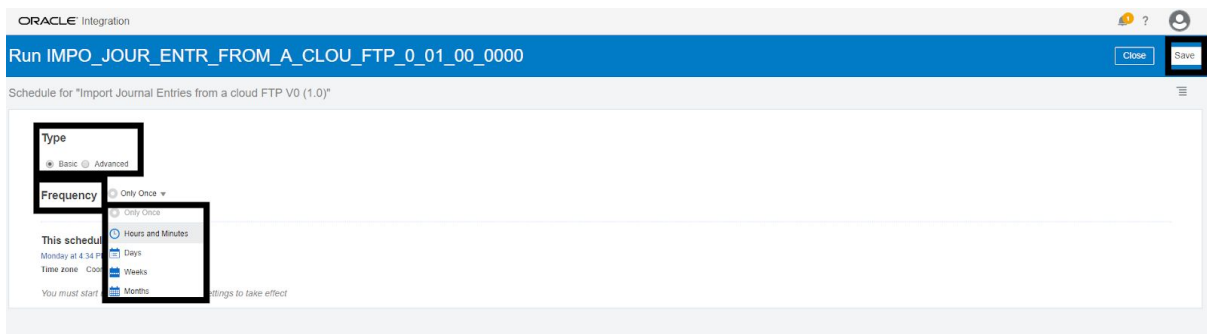 ORACLE Integration
1 ?
Run IMPO_JOUR_ENTR_FROM_A_CLOU_FTP_0_01_00_0000
Close Save
Schedule for "Import Journal Entries from a cloud FTP V0 (1.0)"
Type
Basic Advanced
Frequency Only Once
Only Once
Hours and Minutes
This schedul
Monday at 4:34 P Days
Time zone Coor Weeks
You must start Months ettings to take effect